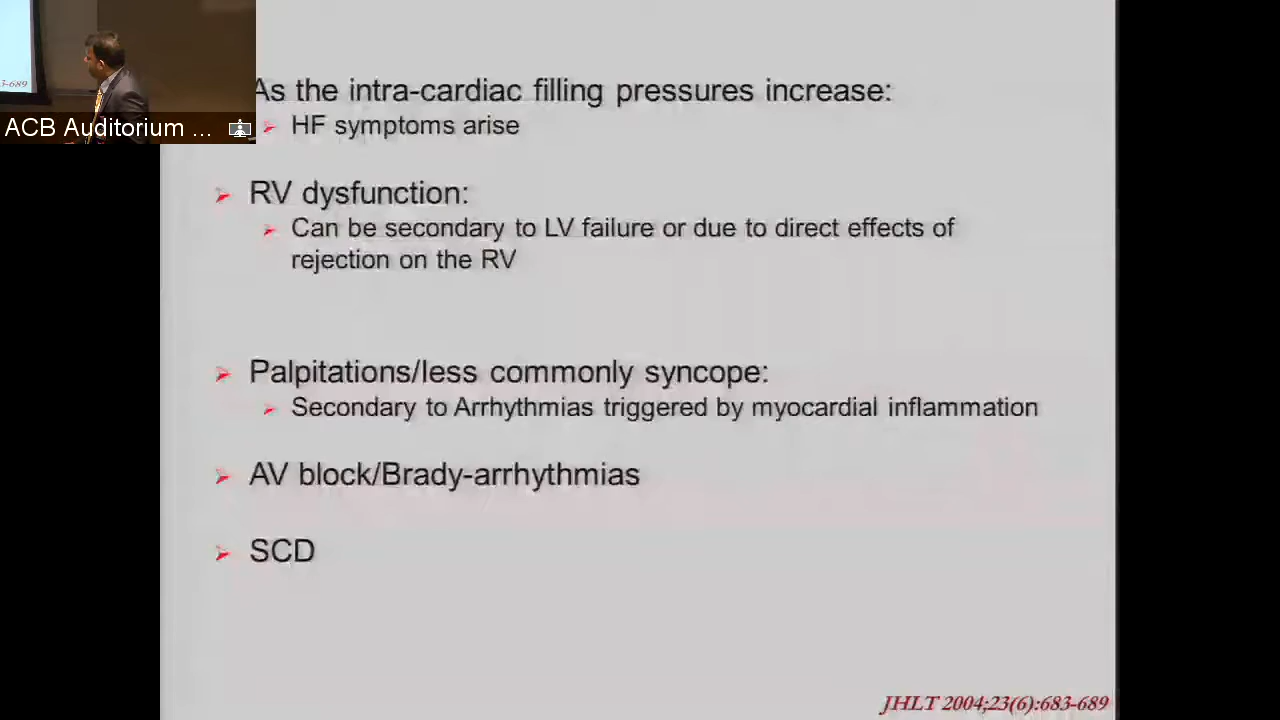 3-689
ACB Auditorium ...
As the intra-cardiac filling pressures increase:
HF symptoms arise
RV dysfunction:
Can be secondary to LV failure or due to direct effects of
rejection on the RV
Palpitations/less commonly syncope:
Secondary to Arrhythmias triggered by myocardial inflammation
AV block/Brady-arrhythmias
SCD
JHLT 2004;23(6):683-689